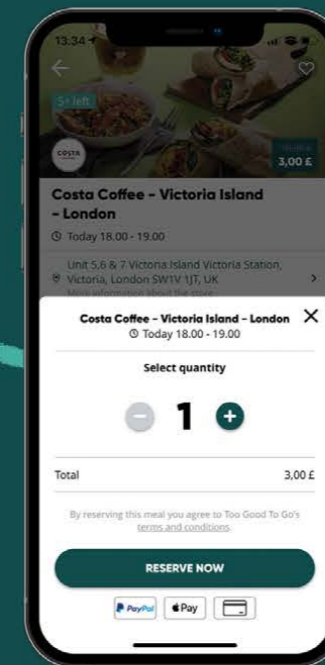 13.34
5+ left
COSTA
3,00 £
Costa Coffee – Victoria Island
– London
Today 18.00 - 19.00
Unit 5,6 & 7 Victoria Island Victoria Station,
Victoria, London SW1V 1JT, UK
More information about the store
Costa Coffee – Victoria Island – London
Today 18.00 - 19.00
Select quantity
1
Total 3,00 £
By reserving this meal you agree to Too Good To Go's
terms and conditions
RESERVE NOW
PayPal Pay